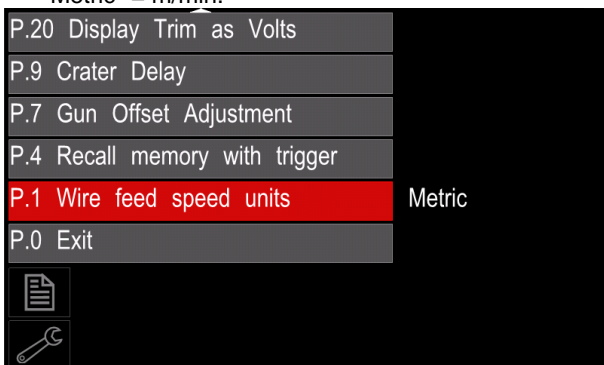 "Metric" = m/min.
P.20 Display Trim as Volts
P.9 Crater Delay
P.7 Gun Offset Adjustment
P.4 Recall memory with trigger
P.1 Wire feed speed units
Metric
P.0 Exit